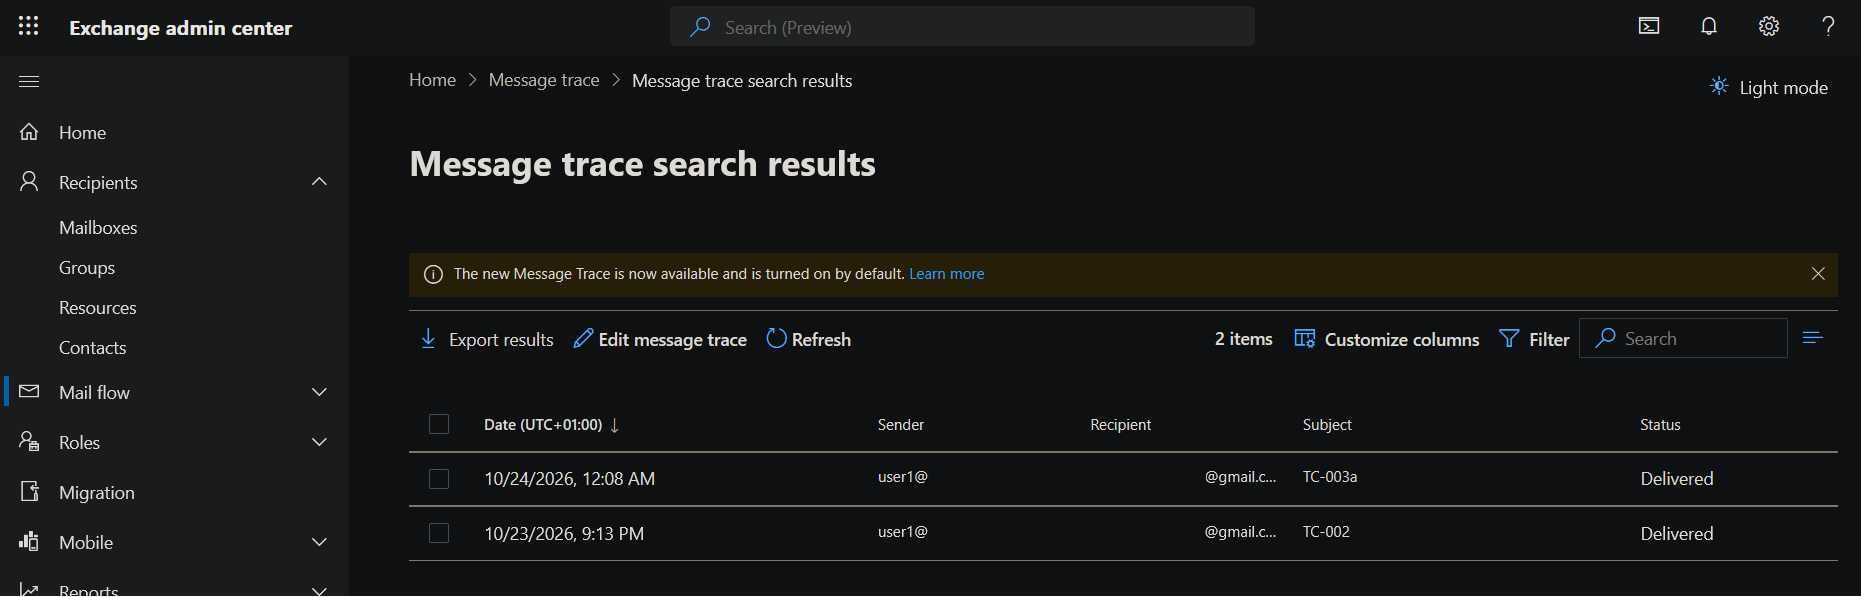 Exchange admin center
Search (Preview)
Home > Message trace > Message trace search results
Light mode
Home
Recipients
Mailboxes
Groups
Resources
Contacts
Mail flow
Roles
Migration
Mobile
Reports
Message trace search results
The new Message Trace is now available and is turned on by default. Learn more
Export results Edit message trace Refresh 2 items Customize columns Filter Search
Date (UTC+01:00) ↓ Sender Recipient Subject Status
10/24/2026, 12:08 AM user1@ @gmail.c... TC-003a Delivered
10/23/2026, 9:13 PM user1@ @gmail.c... TC-002 Delivered